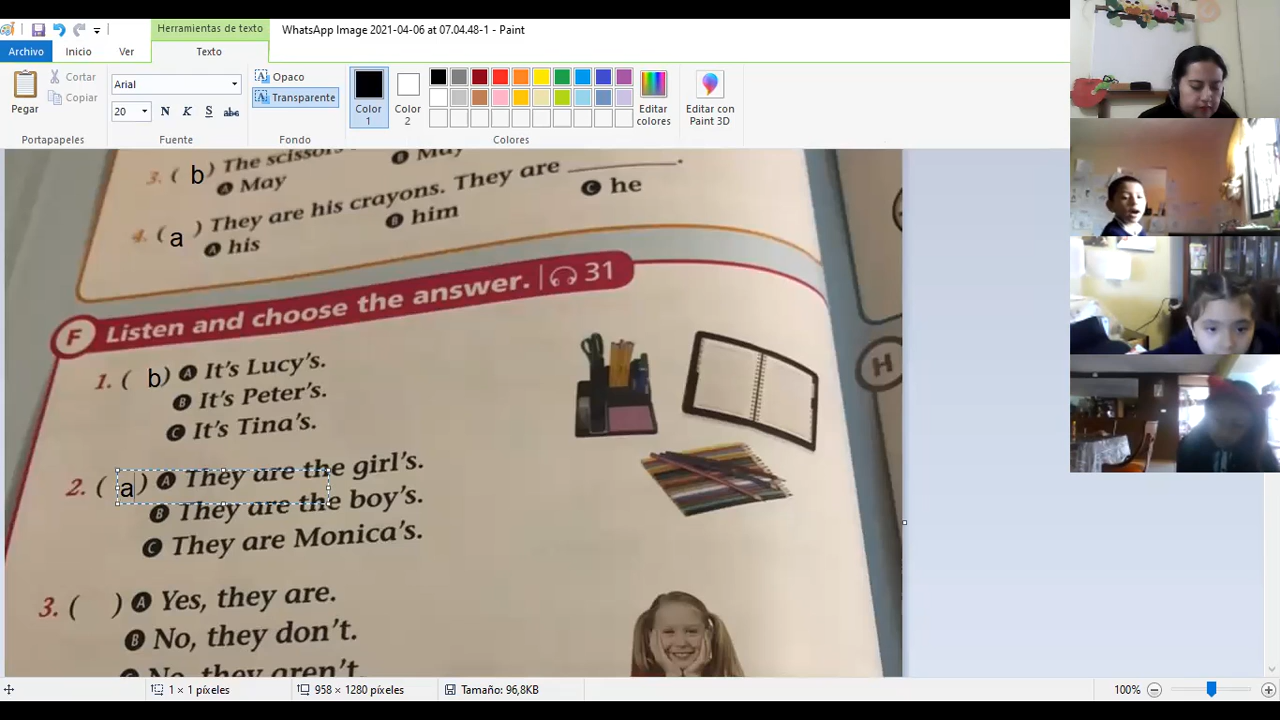 Herramientas de texto
WhatsApp Image 2021-04-06 at 07.04.48-1 - Paint
Archivo
Inicio
Ver
Texto
Pegar
Cortar
Copiar
Portapapeles
Arial
20
N K S abc
Fuente
Opaco
Transparente
Fondo
Color 1
Color 2
Editar colores
Editar con Paint 3D
Colores
3. ( b ) The scissors
A May
B May
4. ( a ) They are his crayons. They are ________.
A his
B him
C he
F Listen and choose the answer. | 31
1. ( b) A It's Lucy's.
B It's Peter's.
C It's Tina's.
2. ( a) A They are the girl's.
B They are the boy's.
C They are Monica's.
3. ( ) A Yes, they are.
B No, they don't.
C No, they aren't.
H
1 × 1 píxeles
958 × 1280 píxeles
Tamaño: 96,8KB
100%